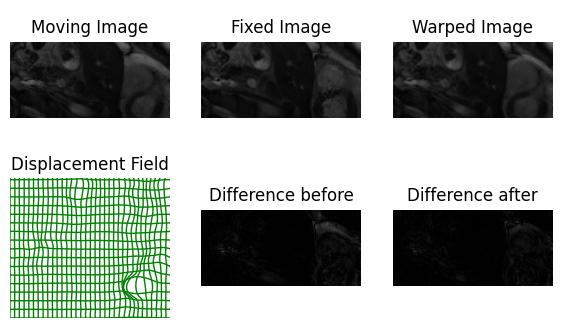 Moving Image
Fixed Image
Warped Image
Displacement Field
Difference before
Difference after